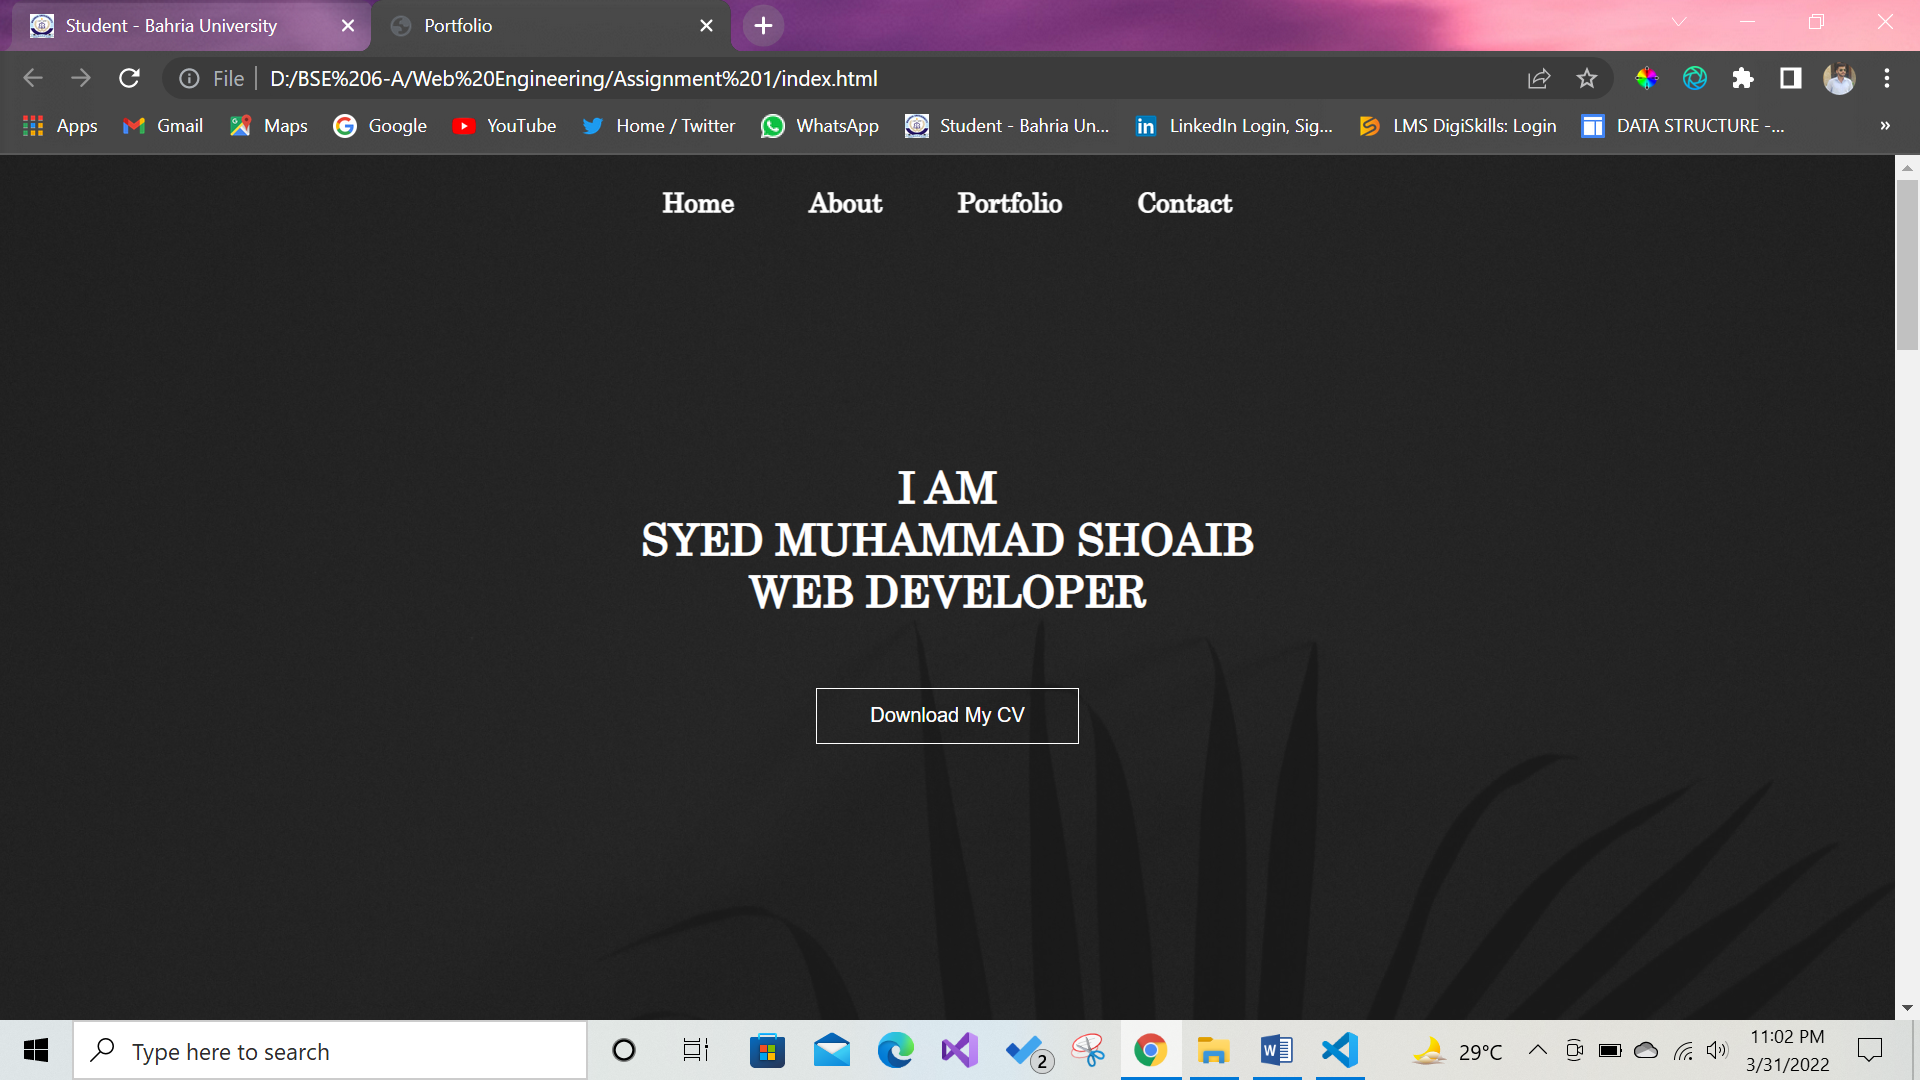 Student - Bahria University
Portfolio
File
D:/BSE%206-A/Web%20Engineering/Assignment%201/index.html
Apps
Gmail
Maps
Google
YouTube
Home / Twitter
WhatsApp
Student - Bahria Un...
LinkedIn Login, Sig...
LMS DigiSkills: Login
DATA STRUCTURE -...
»
Home
About
Portfolio
Contact
I AM
SYED MUHAMMAD SHOAIB
WEB DEVELOPER
Download My CV
Type here to search
2
29°C
11:02 PM
3/31/2022